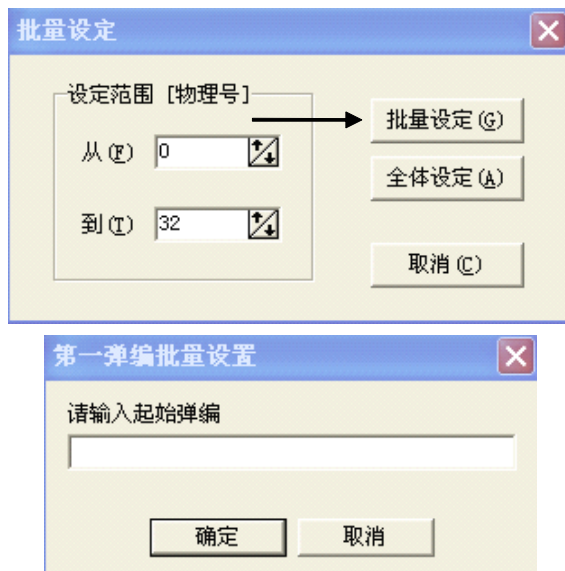 批量设定
设定范围 [物理号]
批量设定(G)
从(F) 0
全体设定(A)
到(T) 32
取消(C)
第一弹编批量设置
请输入起始弹编
确定 取消